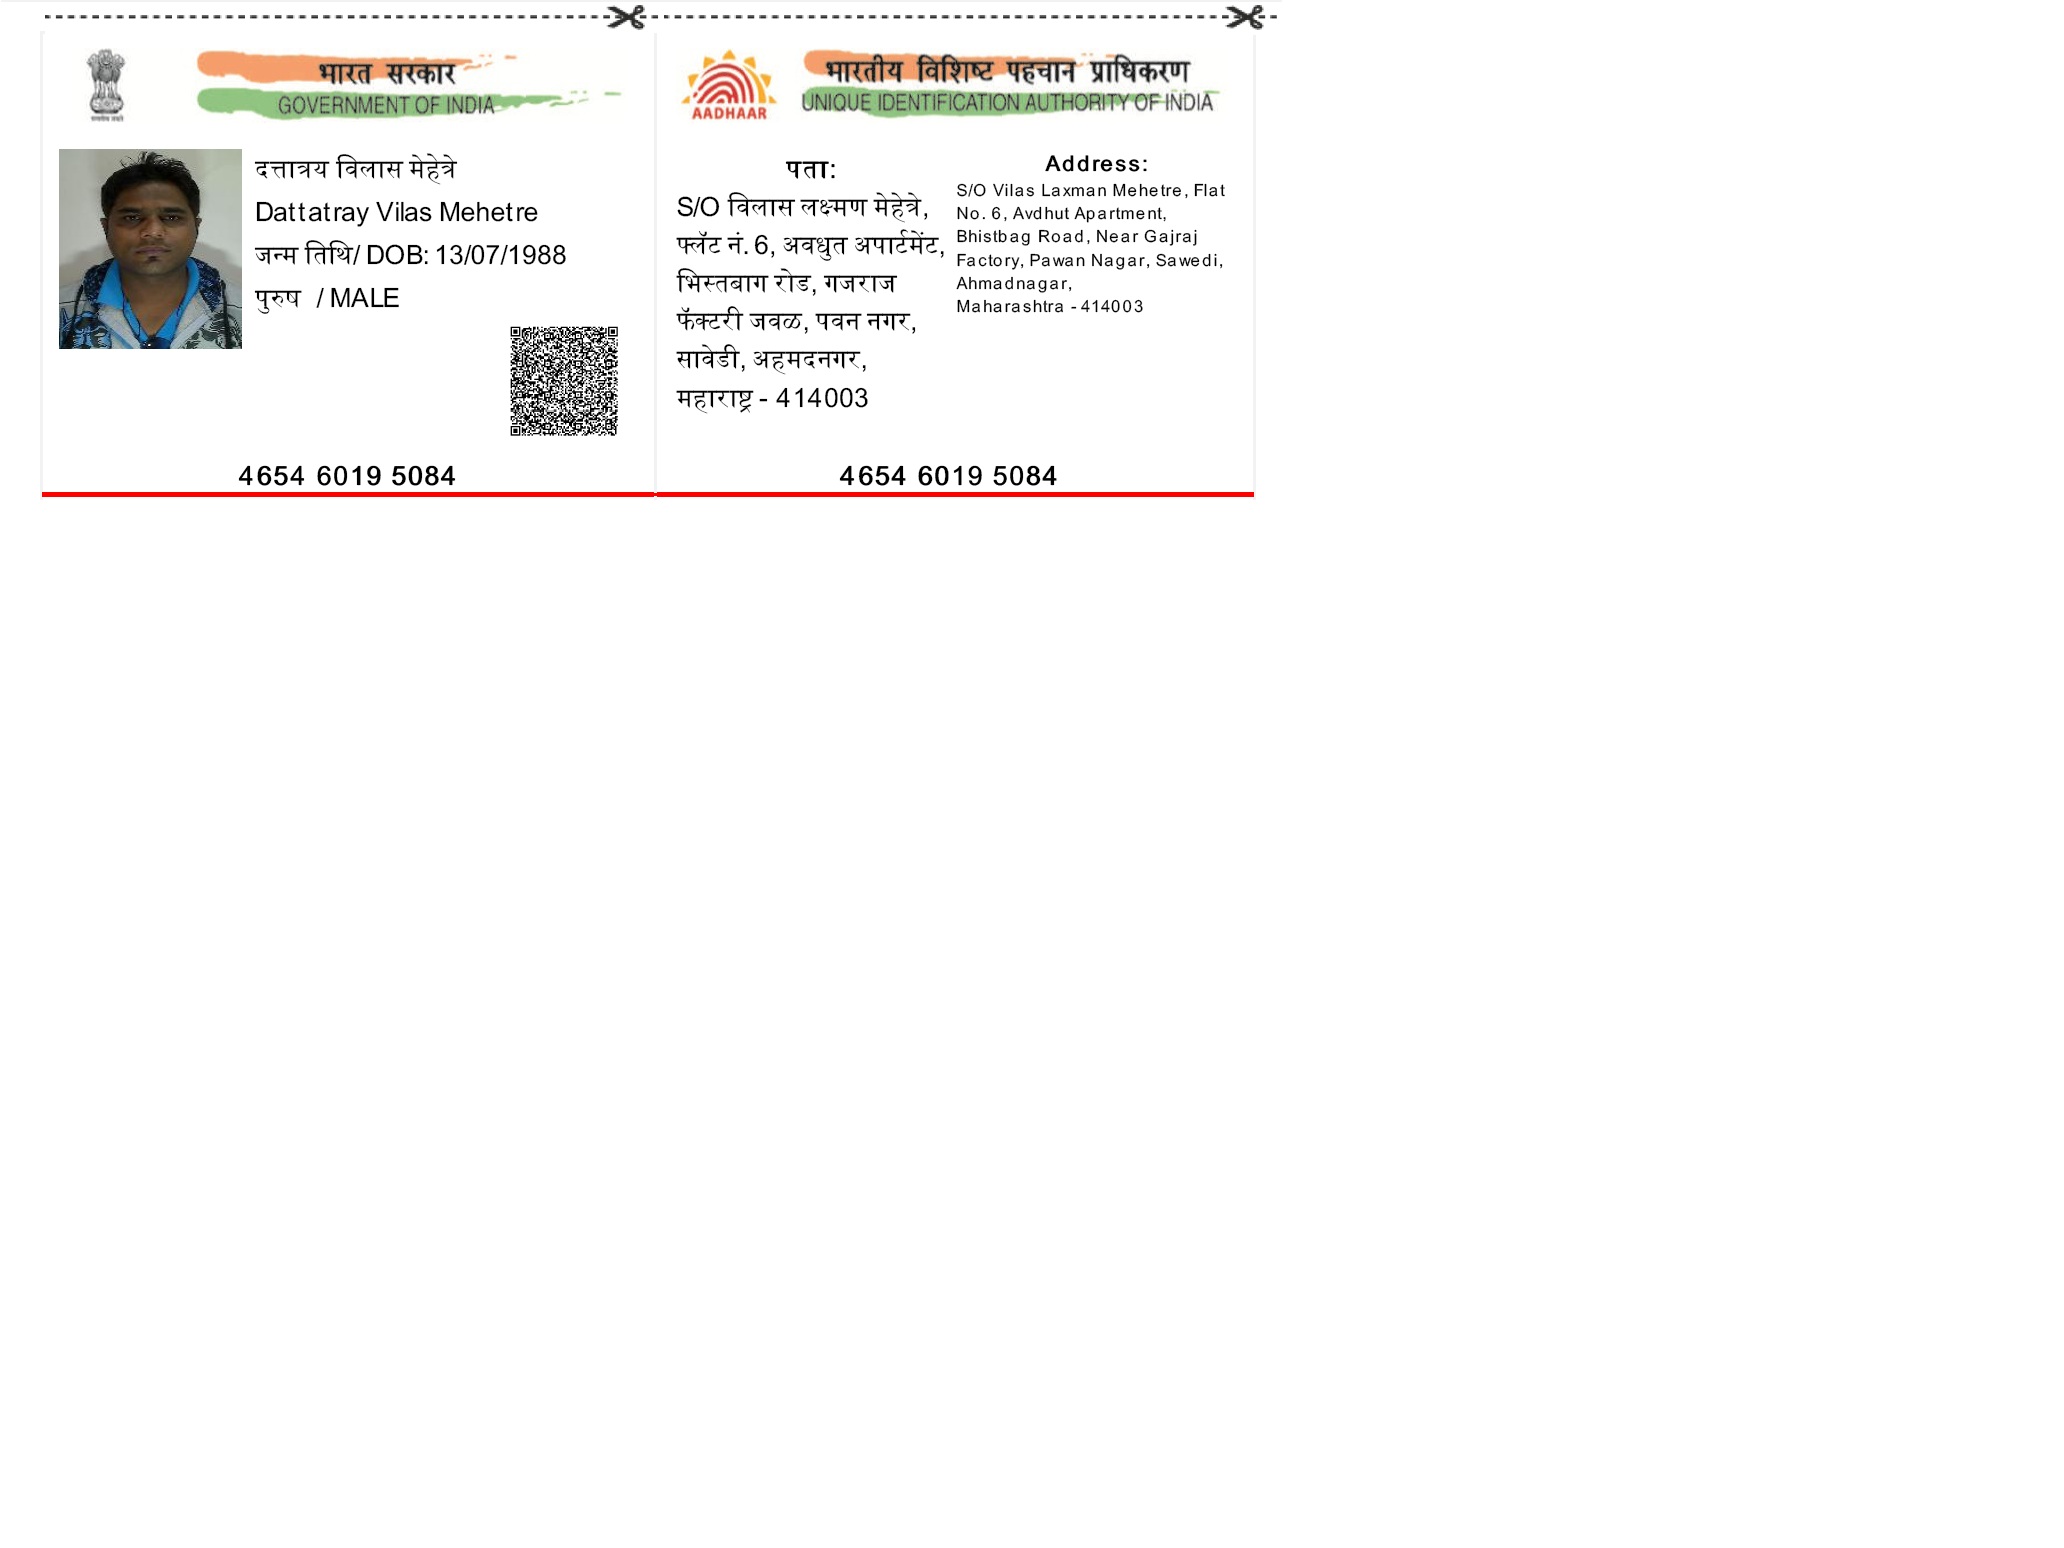 भारत सरकार
GOVERNMENT OF INDIA
दत्तात्रय विलास मेहेत्रे
Dattatray Vilas Mehetre
जन्म तिथि/ DOB: 13/07/1988
पुरुष / MALE
4654 6019 5084
भारतीय विशिष्ट पहचान प्राधिकरण
UNIQUE IDENTIFICATION AUTHORITY OF INDIA
AADHAAR
पता:
S/O विलास लक्ष्मण मेहेत्रे,
फ्लॅट नं. 6, अवधुत अपार्टमेंट,
भिस्तबाग रोड, गजराज
फॅक्टरी जवळ, पवन नगर,
सावेडी, अहमदनगर,
महाराष्ट्र - 414003
Address:
S/O Vilas Laxman Mehetre, Flat
No. 6, Avdhut Apartment,
Bhistbag Road, Near Gajraj
Factory, Pawan Nagar, Sawedi,
Ahmadnagar,
Maharashtra - 414003
4654 6019 5084